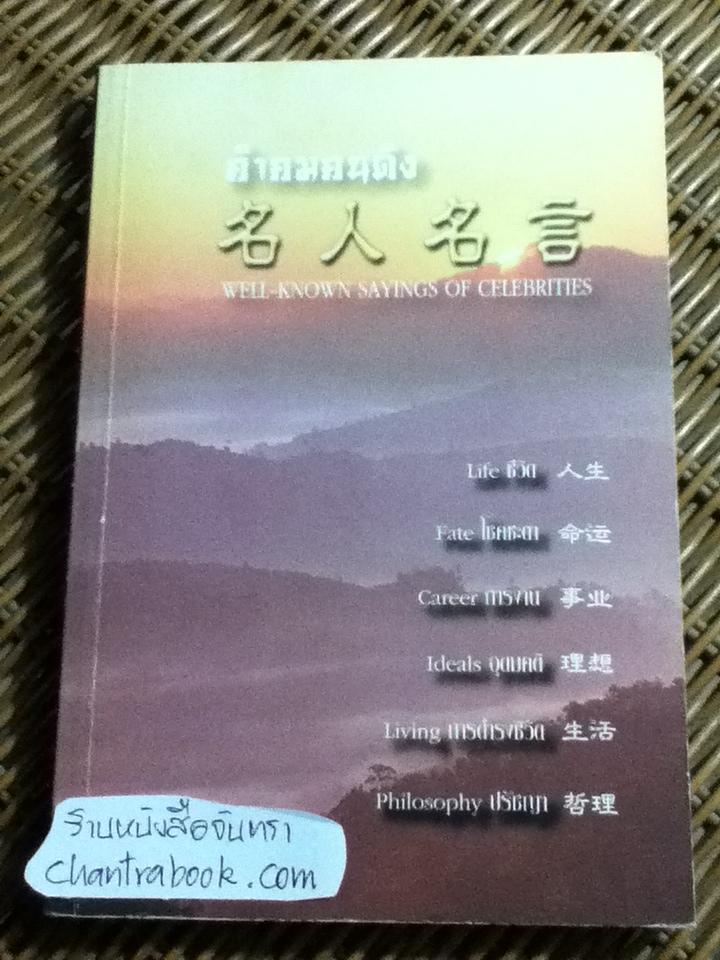 คำคมคนดัง
名人名言
WELL-KNOWN SAYINGS OF CELEBRITIES
Life ชีวิต 人生
Fate โชคชะตา 命运
Career การงาน 事业
Ideals อุดมคติ 理想
Living การดำรงชีวิต 生活
Philosophy ปรัชญา 哲理
ร้านหนังสือจันทรา
chantrabook.com